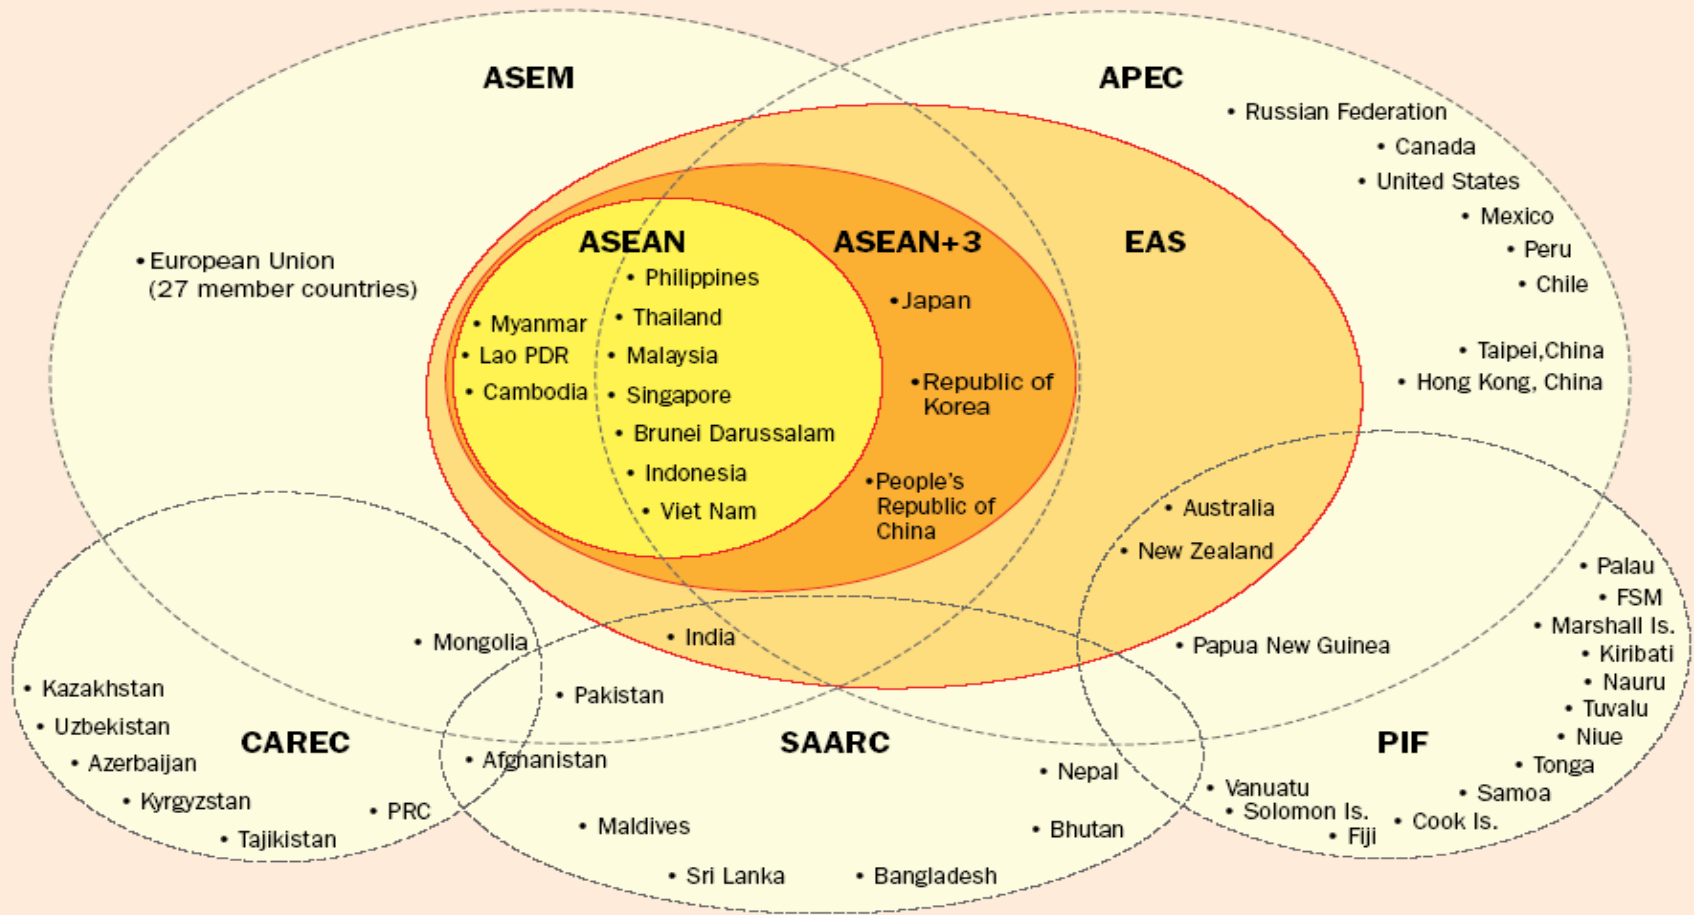 ASEM
APEC
• Russian Federation
• Canada
• United States
• Mexico
• Peru
• Chile
• Taipei,China
• Hong Kong, China
• European Union
(27 member countries)
ASEAN
• Philippines
• Thailand
• Malaysia
• Singapore
• Brunei Darussalam
• Indonesia
• Viet Nam
• Myanmar
• Lao PDR
• Cambodia
ASEAN+3
• Japan
• Republic of
Korea
• People's
Republic of
China
EAS
• Australia
• New Zealand
• Papua New Guinea
• India
• Mongolia
• Pakistan
• Afghanistan
CAREC
• Kazakhstan
• Uzbekistan
• Azerbaijan
• Kyrgyzstan
• Tajikistan
• PRC
SAARC
• Nepal
• Bhutan
• Maldives
• Sri Lanka
• Bangladesh
PIF
• Palau
• FSM
• Marshall Is.
• Kiribati
• Nauru
• Tuvalu
• Niue
• Tonga
• Samoa
• Cook Is.
• Vanuatu
• Solomon Is.
• Fiji